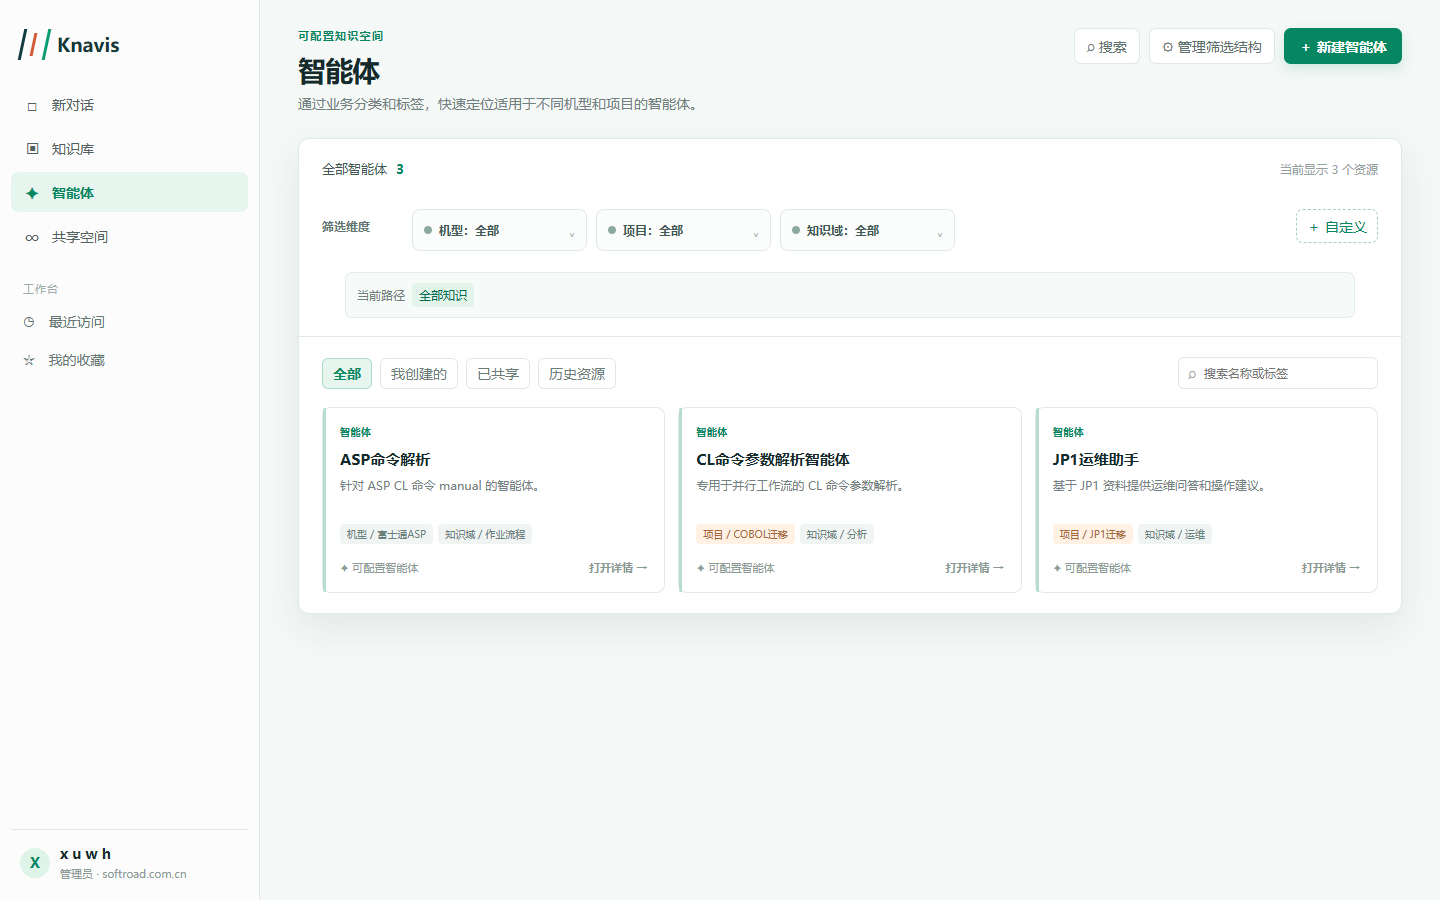 Knavis
新对话
知识库
智能体
共享空间
工作台
最近访问
我的收藏
X
x u w h
管理员 · softroad.com.cn
可配置知识空间
智能体
通过业务分类和标签，快速定位适用于不同机型和项目的智能体。
搜索
管理筛选结构
+ 新建智能体
全部智能体 3
当前显示 3 个资源
筛选维度
机型：全部
项目：全部
知识域：全部
+ 自定义
当前路径 全部知识
全部 我创建的 已共享 历史资源
搜索名称或标签
智能体
ASP命令解析
针对 ASP CL 命令 manual 的智能体。
机型 / 富士通ASP 知识域 / 作业流程
✦ 可配置智能体 打开详情 →
智能体
CL命令参数解析智能体
专用于并行工作流的 CL 命令参数解析。
项目 / COBOL迁移 知识域 / 分析
✦ 可配置智能体 打开详情 →
智能体
JP1运维助手
基于 JP1 资料提供运维问答和操作建议。
项目 / JP1迁移 知识域 / 运维
✦ 可配置智能体 打开详情 →